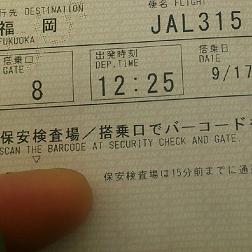 行先 DESTINATION 便名 FLIGHT
福 岡 JAL315
FUKUOKA
搭乗口 出発時刻 搭乗日
GATE DEP.TIME
8 12:25 9/17
保安検査場/搭乗口でバーコードを
SCAN THE BARCODE AT SECURITY CHECK AND GATE
保安検査場は15分前までに通